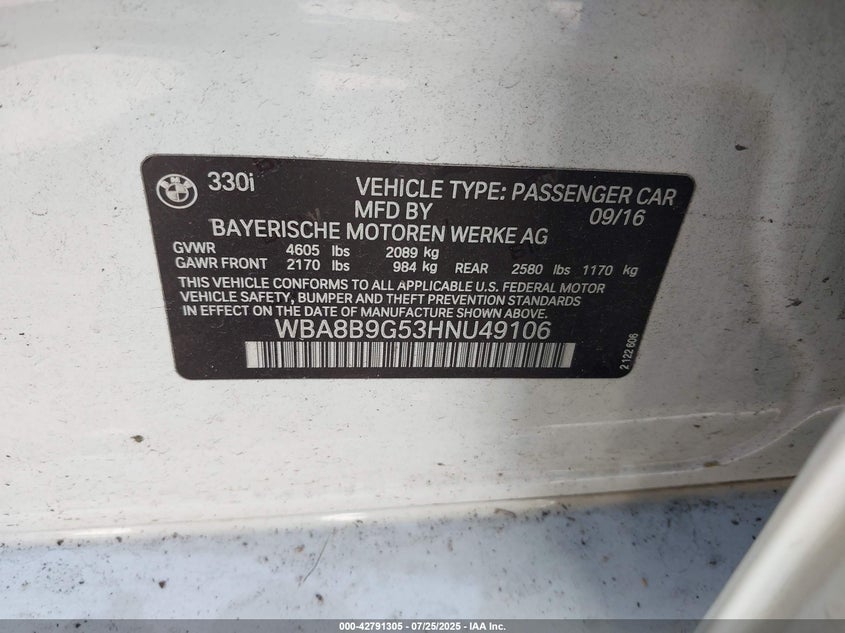 330i
VEHICLE TYPE: PASSENGER CAR
MFD BY 09/16
BAYERISCHE MOTOREN WERKE AG
GVWR 4605 lbs 2089 kg
GAWR FRONT 2170 lbs 984 kg REAR 2580 lbs 1170 kg
THIS VEHICLE CONFORMS TO ALL APPLICABLE U.S. FEDERAL MOTOR
VEHICLE SAFETY, BUMPER AND THEFT PREVENTION STANDARDS
IN EFFECT ON THE DATE OF MANUFACTURE SHOWN ABOVE.
WBA8B9G53HNU49106
2 122 606
000-42791305 | 07/25/2025 | IAA Inc.